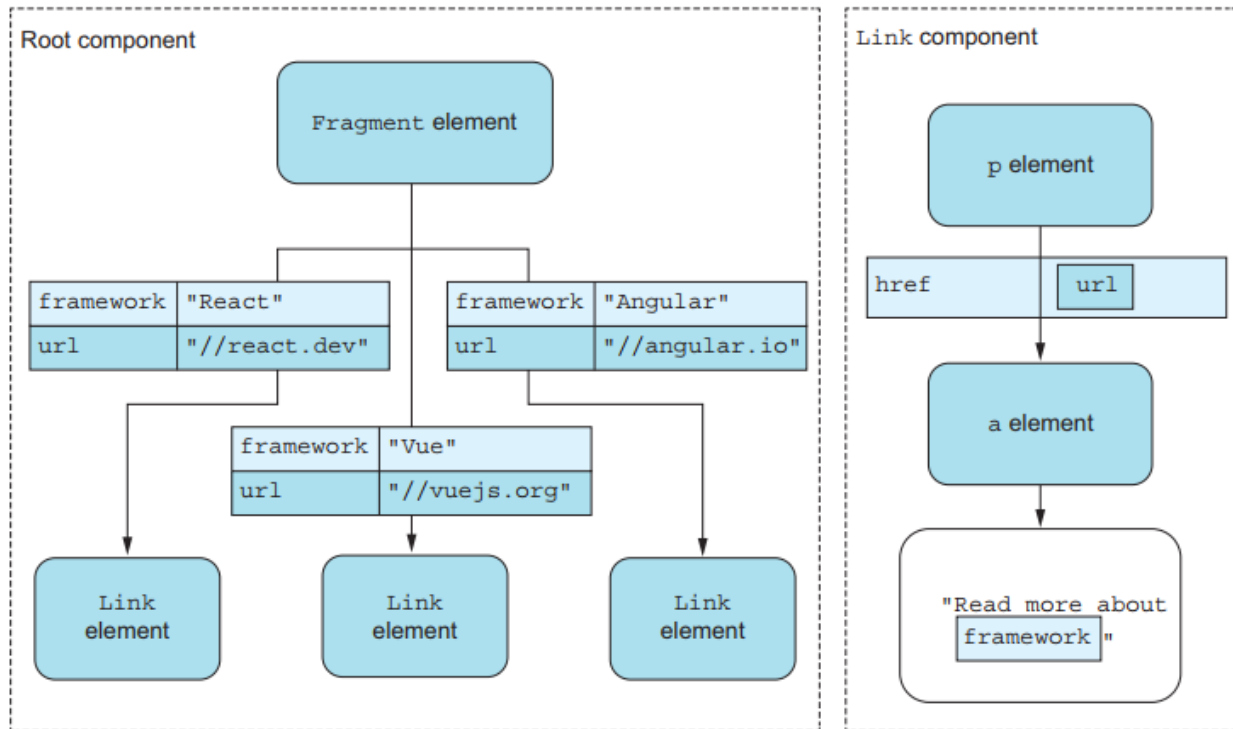 Root component
Fragment element
framework "React"
url "//react.dev"
framework "Angular"
url "//angular.io"
framework "Vue"
url "//vuejs.org"
Link
element
Link
element
Link
element
Link component
p element
href url
a element
"Read more about
framework "